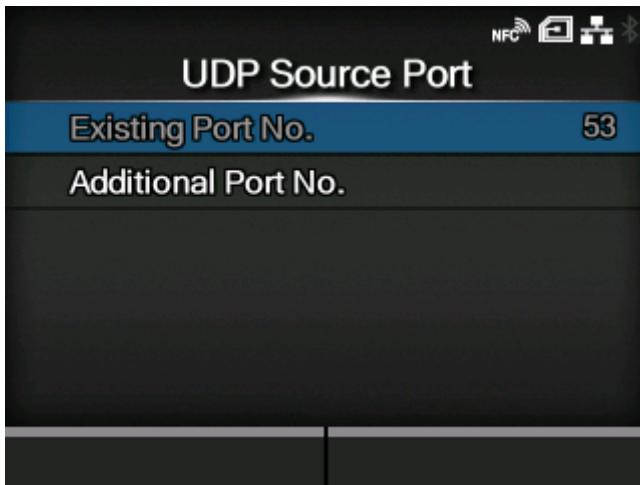 NFC
UDP Source Port
Existing Port No. 53
Additional Port No.